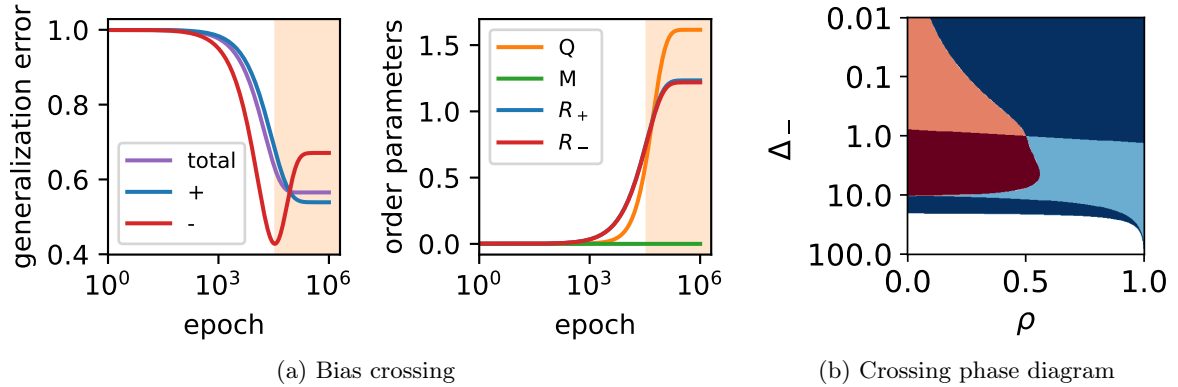 generalization error
1.0
0.8
0.6
0.4
total
+
-
10^0
10^3
10^6
epoch
order parameters
1.5
1.0
0.5
0.0
Q
M
R_+
R_−
10^0
10^3
10^6
epoch
Δ_−
0.01
0.1
1.0
10.0
100.0
0.0
0.5
1.0
ρ
(a) Bias crossing
(b) Crossing phase diagram